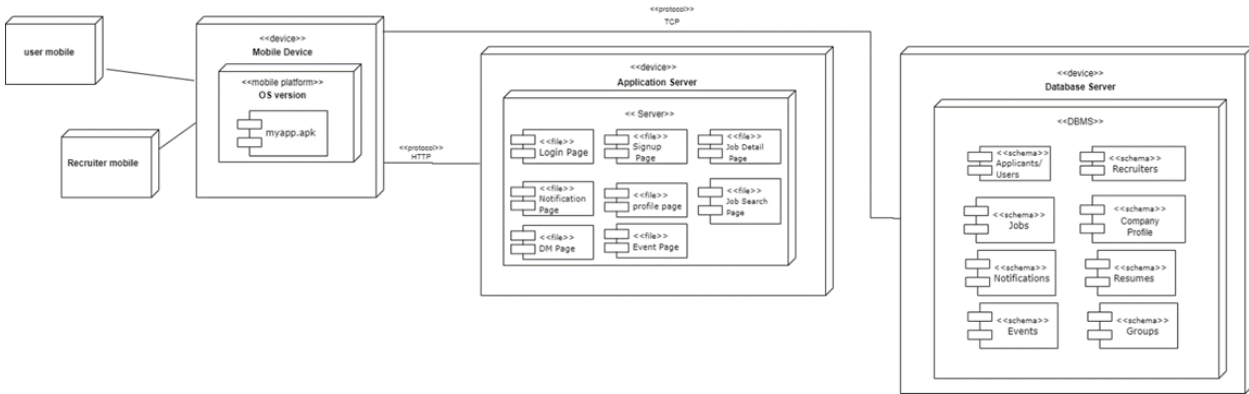 user mobile
Recruiter mobile
<<device>>
Mobile Device
<<mobile platform>>
OS version
myapp.apk
<<protocol>>
TCP
<<protocol>>
HTTP
<<device>>
Application Server
<< Server>>
<<file>>
Login Page
<<file>>
Signup
Page
<<file>>
Job Detail
Page
<<file>>
Notification
Page
<<file>>
profile page
<<file>>
Job Search
Page
<<file>>
DM Page
<<file>>
Event Page
<<device>>
Database Server
<<DBMS>>
<<schema>>
Applicants/
Users
<<schema>>
Recruiters
<<schema>>
Jobs
<<schema>>
Company
Profile
<<schema>>
Notifications
<<schema>>
Resumes
<<schema>>
Events
<<schema>>
Groups